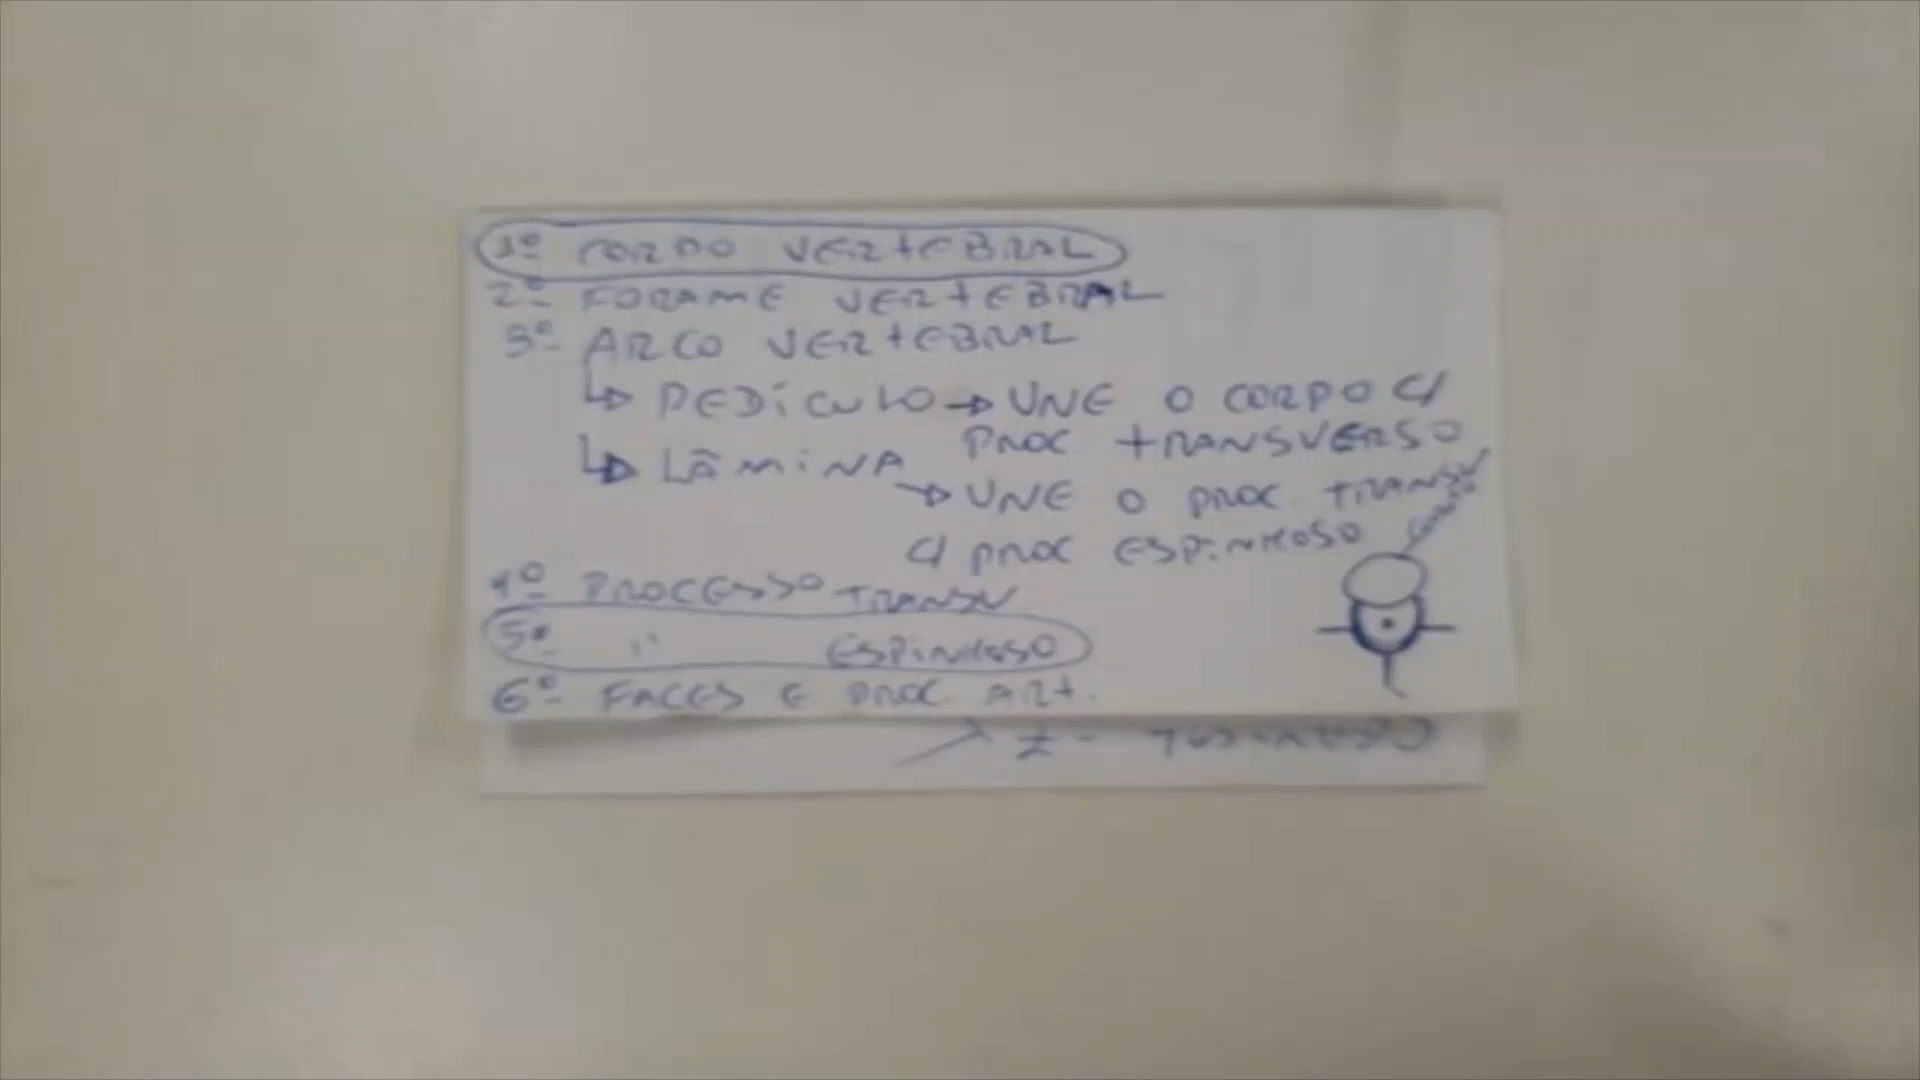 1º CORPO VERTEBRAL
2º FORAME VERTEBRAL
3º ARCO VERTEBRAL
↳ PEDÍCULO → UNE O CORPO C/
PROC TRANSVERSO
↳ LÂMINA
→ UNE O PROC. TRANSV
C/ PROC ESPINHOSO
4º PROCESSO TRANSV
5º " ESPINHOSO
6º FACES E PROC. ART.